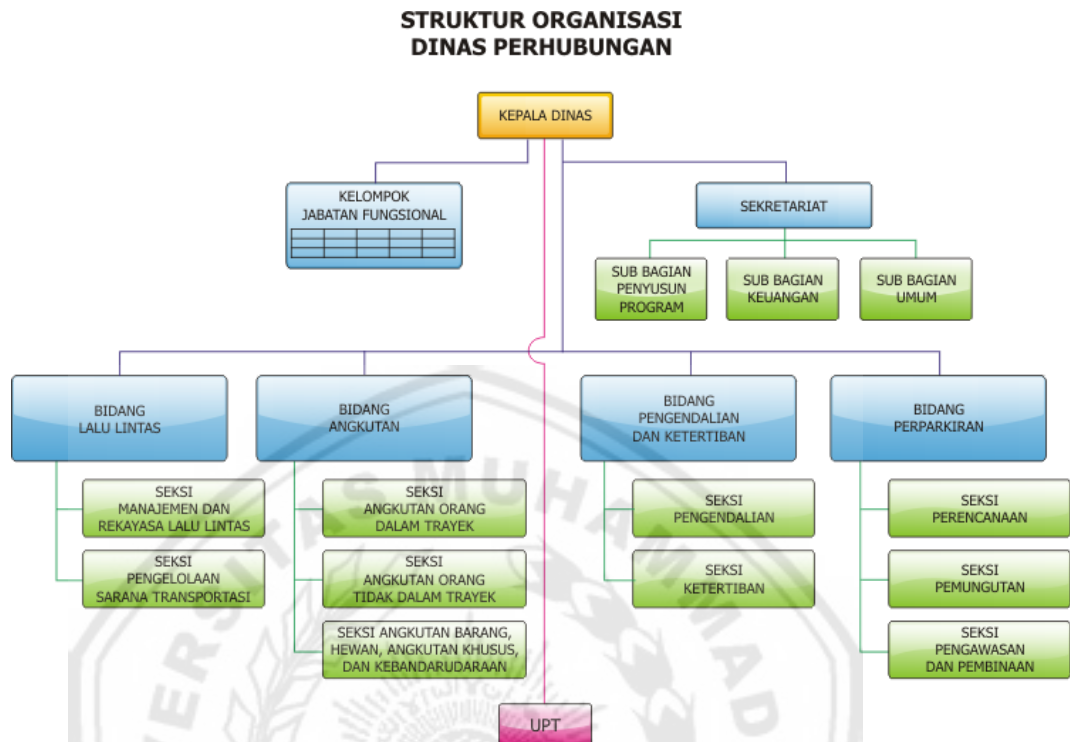 STRUKTUR ORGANISASI
DINAS PERHUBUNGAN
KEPALA DINAS
KELOMPOK
JABATAN FUNGSIONAL
SEKRETARIAT
SUB BAGIAN
PENYUSUN
PROGRAM
SUB BAGIAN
KEUANGAN
SUB BAGIAN
UMUM
BIDANG
LALU LINTAS
BIDANG
ANGKUTAN
BIDANG
PENGENDALIAN
DAN KETERTIBAN
BIDANG
PERPARKIRAN
SEKSI
MANAJEMEN DAN
REKAYASA LALU LINTAS
SEKSI
PENGELOLAAN
SARANA TRANSPORTASI
SEKSI
ANGKUTAN ORANG
DALAM TRAYEK
SEKSI
ANGKUTAN ORANG
TIDAK DALAM TRAYEK
SEKSI ANGKUTAN BARANG,
HEWAN, ANGKUTAN KHUSUS,
DAN KEBANDARUDARAAN
SEKSI
PENGENDALIAN
SEKSI
KETERTIBAN
SEKSI
PERENCANAAN
SEKSI
PEMUNGUTAN
SEKSI
PENGAWASAN
DAN PEMBINAAN
UPT
ERSITAS MUHAMMAD